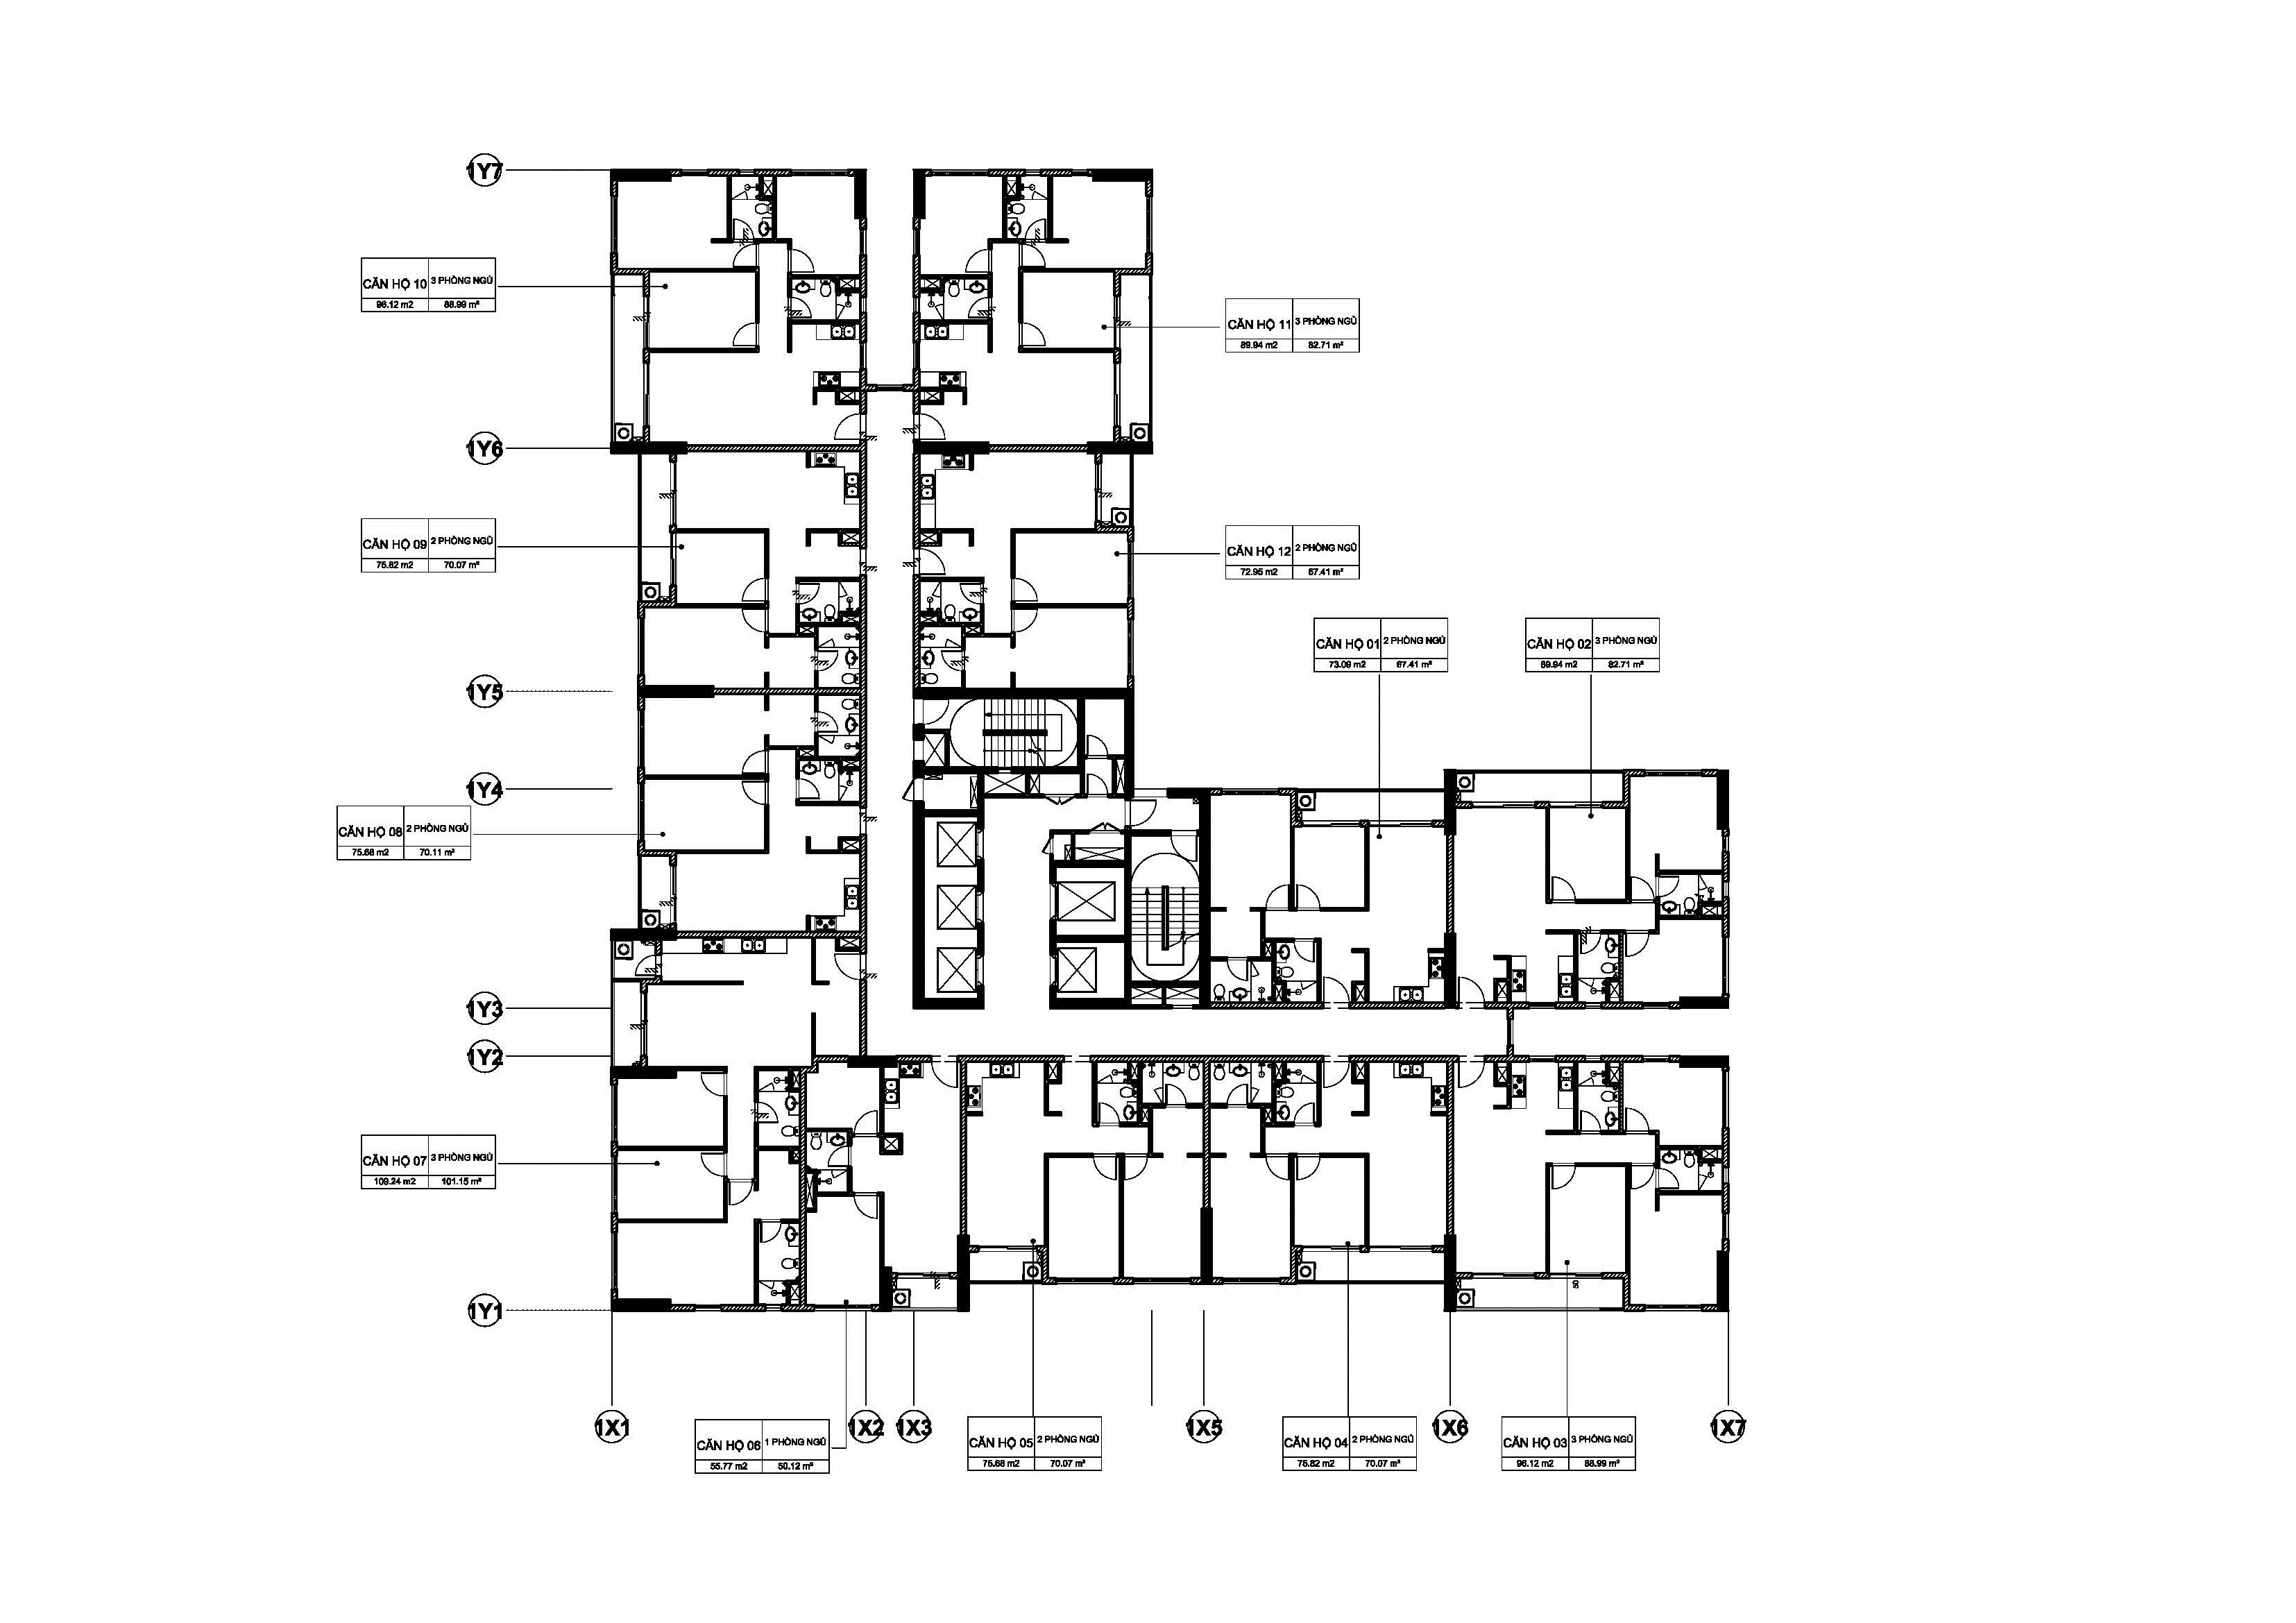 1Y7
CĂN HỘ 10 3 PHÒNG NGỦ
96.12 m2 88.99 m²
CĂN HỘ 11 3 PHÒNG NGỦ
89.94 m2 82.71 m²
1Y6
CĂN HỘ 09 2 PHÒNG NGỦ
75.82 m2 70.07 m²
CĂN HỘ 12 2 PHÒNG NGỦ
72.95 m2 67.41 m²
CĂN HỘ 01 2 PHÒNG NGỦ
73.09 m2 67.41 m²
CĂN HỘ 02 3 PHÒNG NGỦ
89.94 m2 82.71 m²
1Y5
1Y4
CĂN HỘ 08 2 PHÒNG NGỦ
75.68 m2 70.11 m²
1Y3
1Y2
CĂN HỘ 07 3 PHÒNG NGỦ
109.24 m2 101.15 m²
50
1Y1
1X1
1X2
1X3
1X5
1X6
1X7
CĂN HỘ 06 1 PHÒNG NGỦ
55.77 m2 50.12 m²
CĂN HỘ 05 2 PHÒNG NGỦ
75.68 m2 70.07 m²
CĂN HỘ 04 2 PHÒNG NGỦ
75.82 m2 70.07 m²
CĂN HỘ 03 3 PHÒNG NGỦ
96.12 m2 88.99 m²